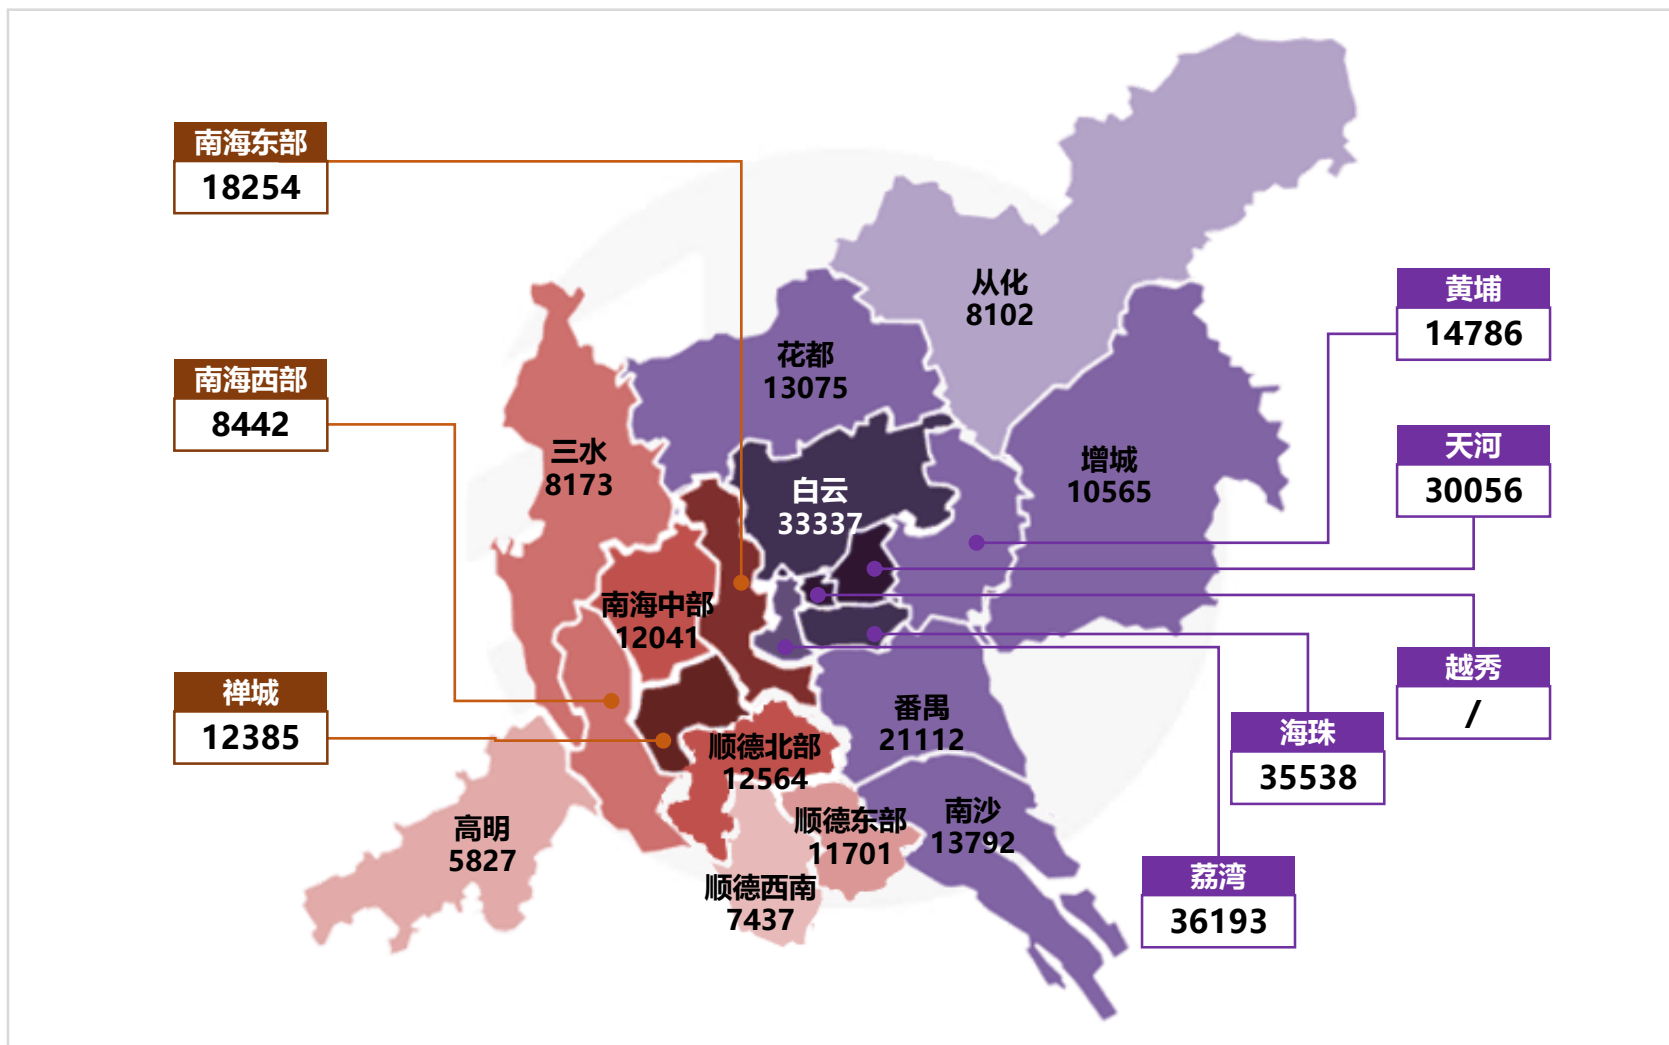 南海东部
18254
南海西部
8442
禅城
12385
从化
8102
花都
13075
三水
8173
白云
33337
增城
10565
南海中部
12041
番禺
21112
顺德北部
12564
南沙
13792
顺德东部
11701
高明
5827
顺德西南
7437
黄埔
14786
天河
30056
越秀
/
海珠
35538
荔湾
36193